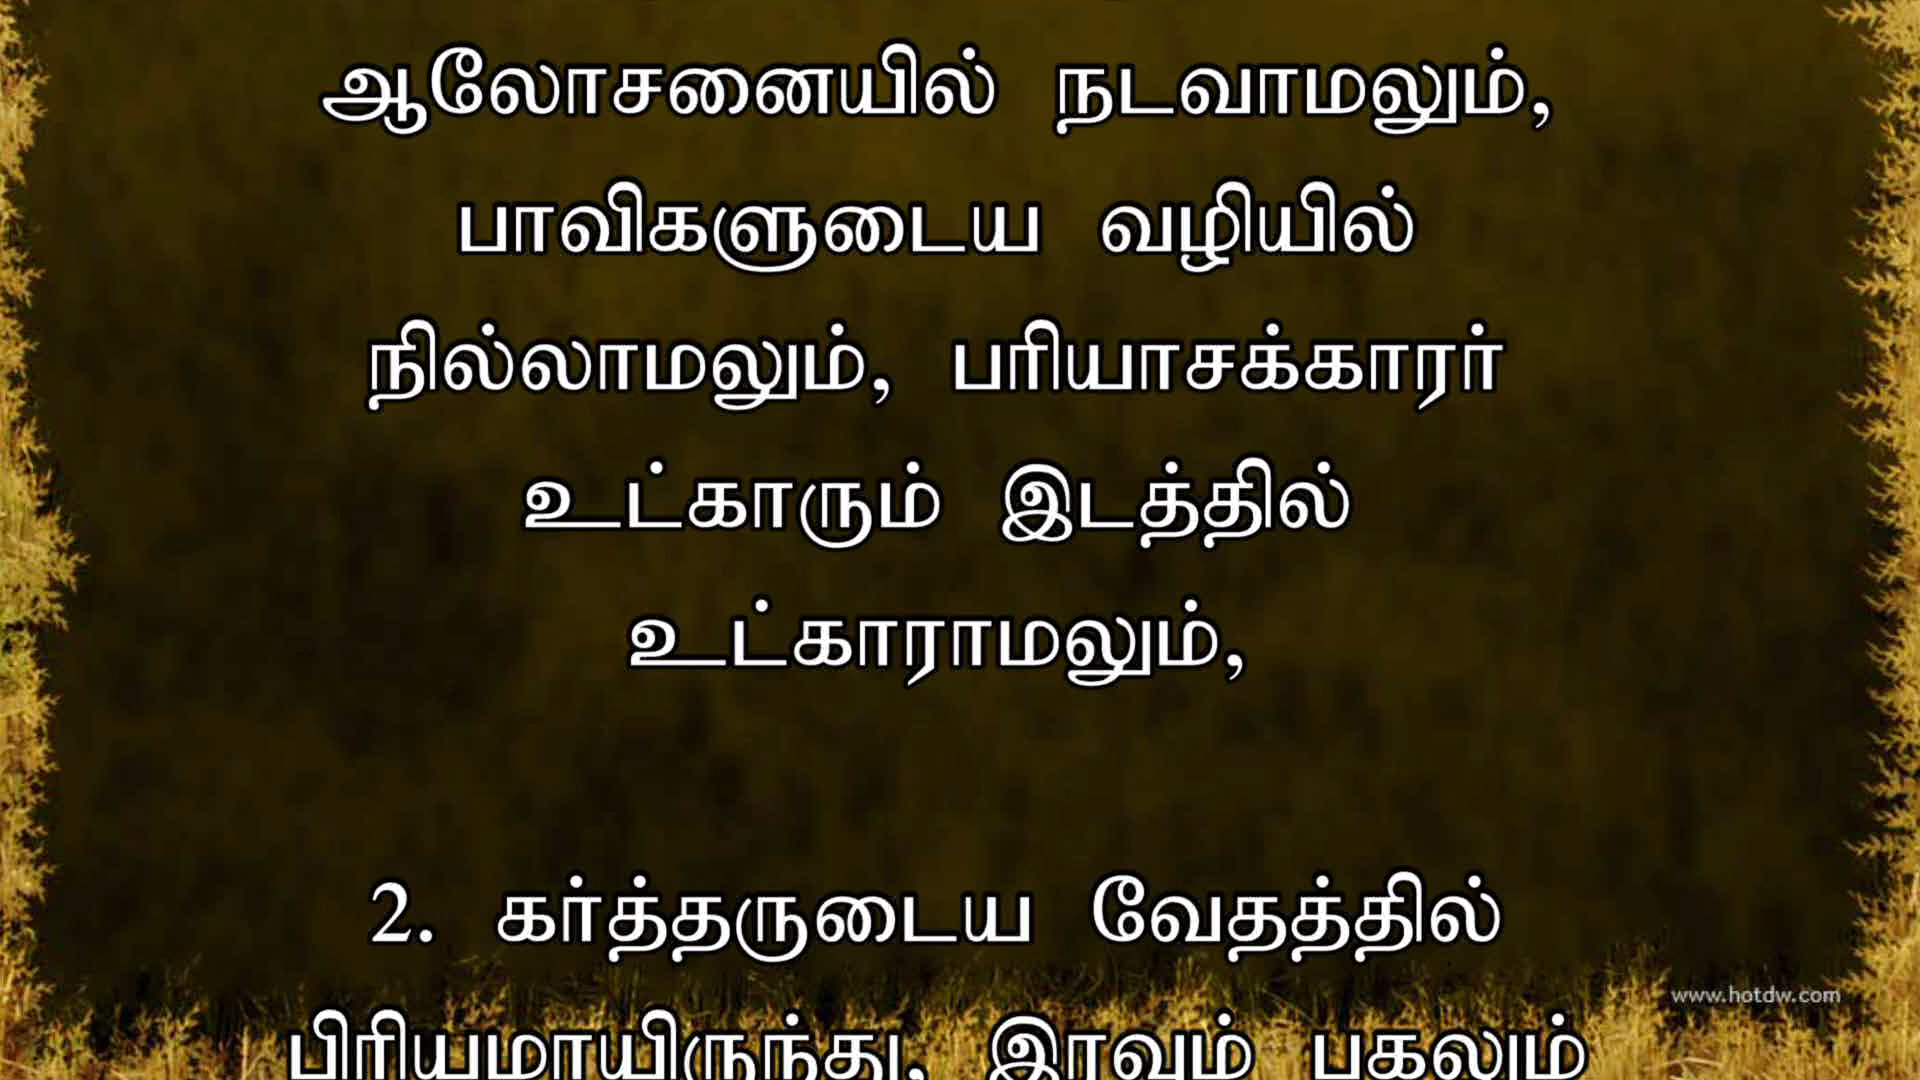 ஆலோசனையில் நடவாமலும்,
பாவிகளுடைய வழியில்
நில்லாமலும், பரியாசக்காரர்
உட்காரும் இடத்தில்
உட்காராமலும்,
2. கர்த்தருடைய வேதத்தில்
www.hotdw.com
பிரியமாயிருந்து, இரவும் பகலும்